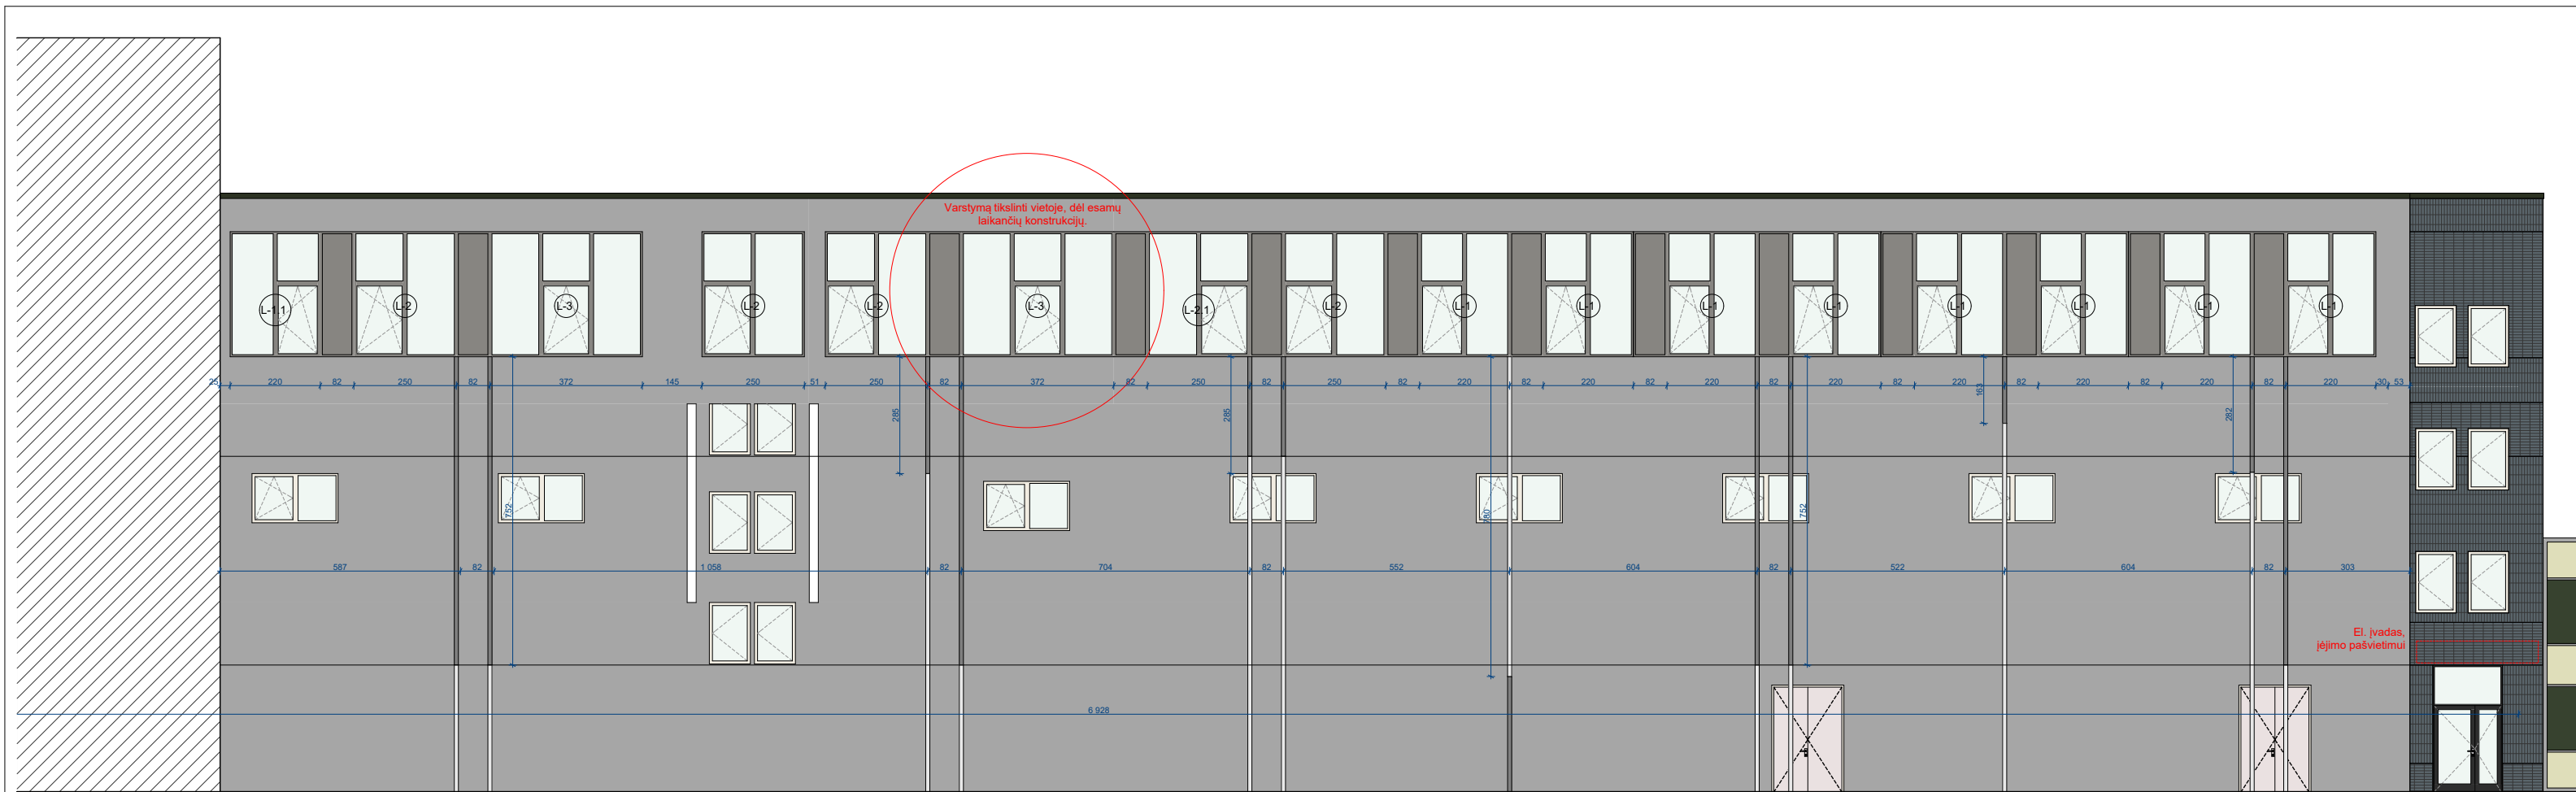 Varstymą tikslinti vietoje, dėl esamų
laikančių konstrukcijų.
L-1.1
L-2
L-3
L-2
L-2
L-3
L-2.1
L-2
L-1
L-1
L-1
L-1
L-1
L-1
L-1
L-1
25 220 82 250 82 372 145 250 51 250 82 372 82 250 82 250 82 220 82 220 82 220 82 220 82 220 82 220 82 220 82 220 30 53
285
285
163
282
752
780
752
587 82 1 058 82 704 82 552 604 82 522 604 82 303
El. įvadas,
įėjimo pašvietimui
6 928